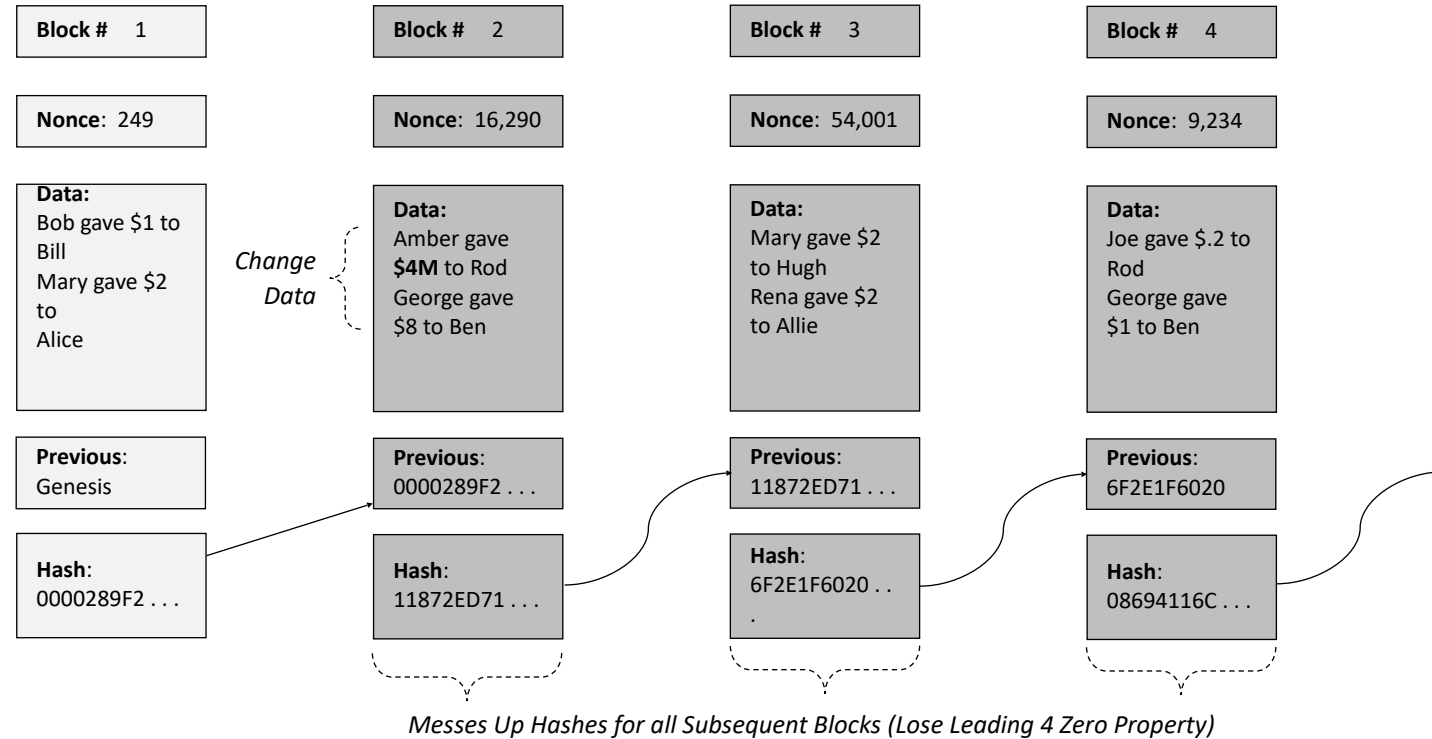 Block # 1
Nonce: 249
Data:
Bob gave $1 to
Bill
Mary gave $2
to
Alice
Previous:
Genesis
Hash:
0000289F2 . . .
Change
Data
Block # 2
Nonce: 16,290
Data:
Amber gave
$4M to Rod
George gave
$8 to Ben
Previous:
0000289F2 . . .
Hash:
11872ED71 . . .
Block # 3
Nonce: 54,001
Data:
Mary gave $2
to Hugh
Rena gave $2
to Allie
Previous:
11872ED71 . . .
Hash:
6F2E1F6020 . .
.
Block # 4
Nonce: 9,234
Data:
Joe gave $.2 to
Rod
George gave
$1 to Ben
Previous:
6F2E1F6020
Hash:
08694116C . . .
Messes Up Hashes for all Subsequent Blocks (Lose Leading 4 Zero Property)